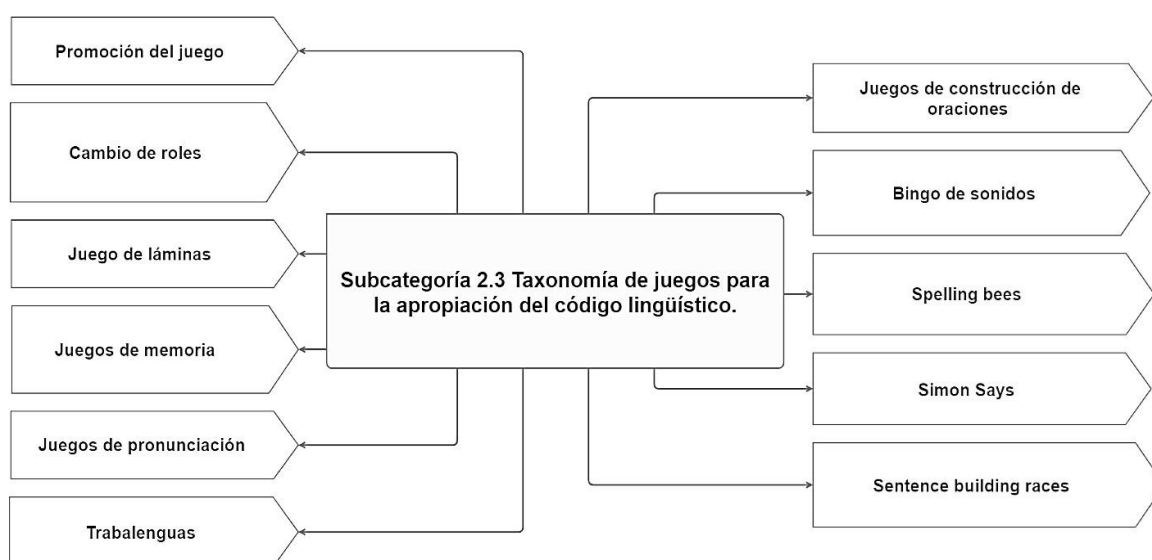 Promoción del juego
Cambio de roles
Juego de láminas
Juegos de memoria
Juegos de pronunciación
Trabalenguas
Subcategoría 2.3 Taxonomía de juegos para
la apropiación del código lingüístico.
Juegos de construcción de
oraciones
Bingo de sonidos
Spelling bees
Simon Says
Sentence building races